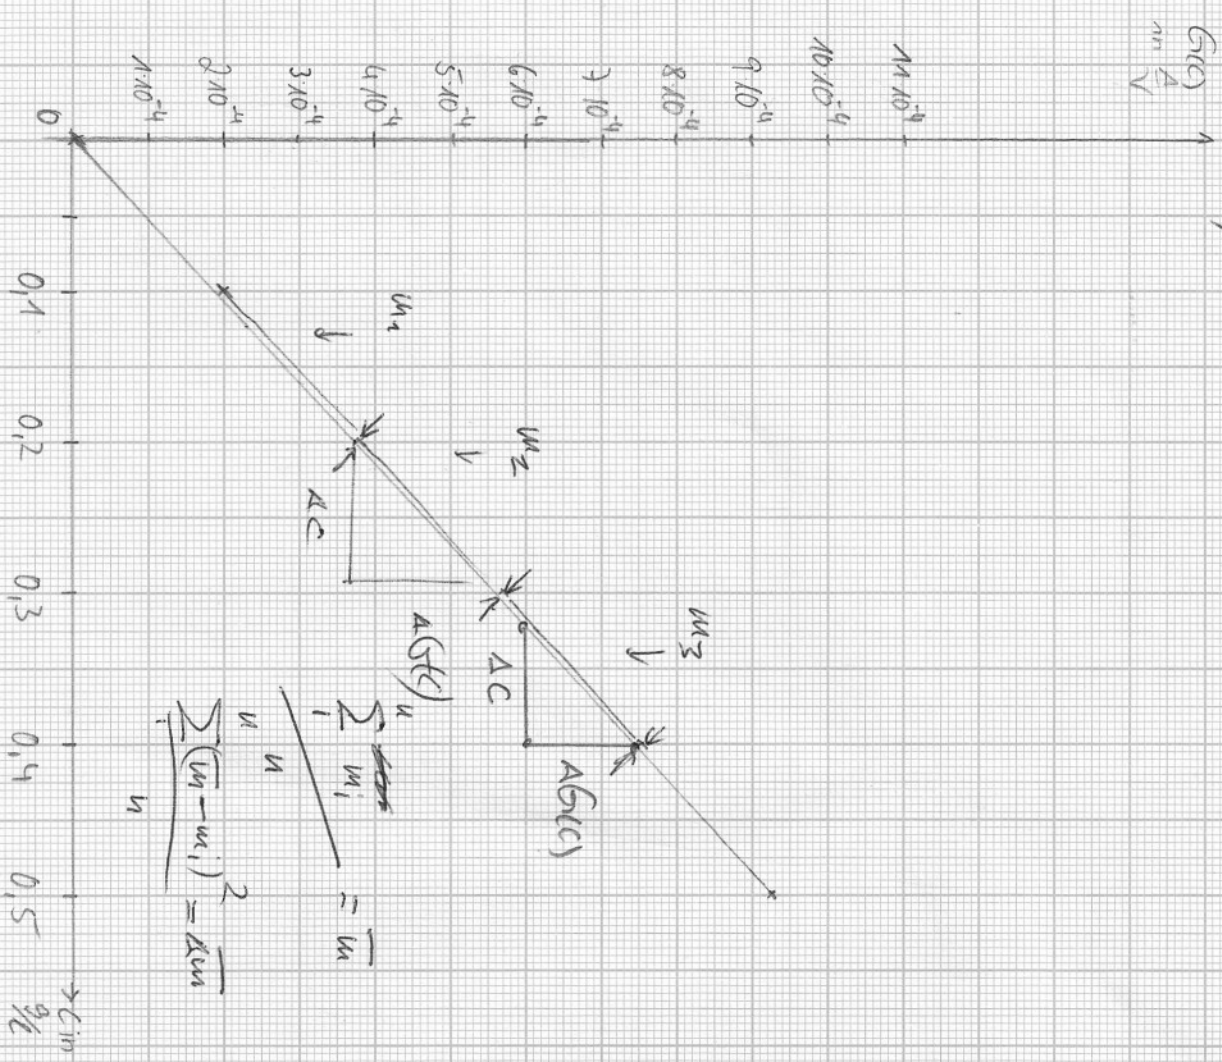 G(c)
in A/V
11·10⁻⁴
10·10⁻⁴
9·10⁻⁴
8·10⁻⁴
7·10⁻⁴
6·10⁻⁴
5·10⁻⁴
4·10⁻⁴
3·10⁻⁴
2·10⁻⁴
1·10⁻⁴
0
0,1
0,2
0,3
0,4
0,5
C in
g/l
m₁
m₂
m₃
ΔC
ΔG(c)
ΔC
ΔG(c)
n
Σ mᵢ
i
n
= m̅
n
Σ(m̅ - mᵢ)²
i
n
= Δm̅